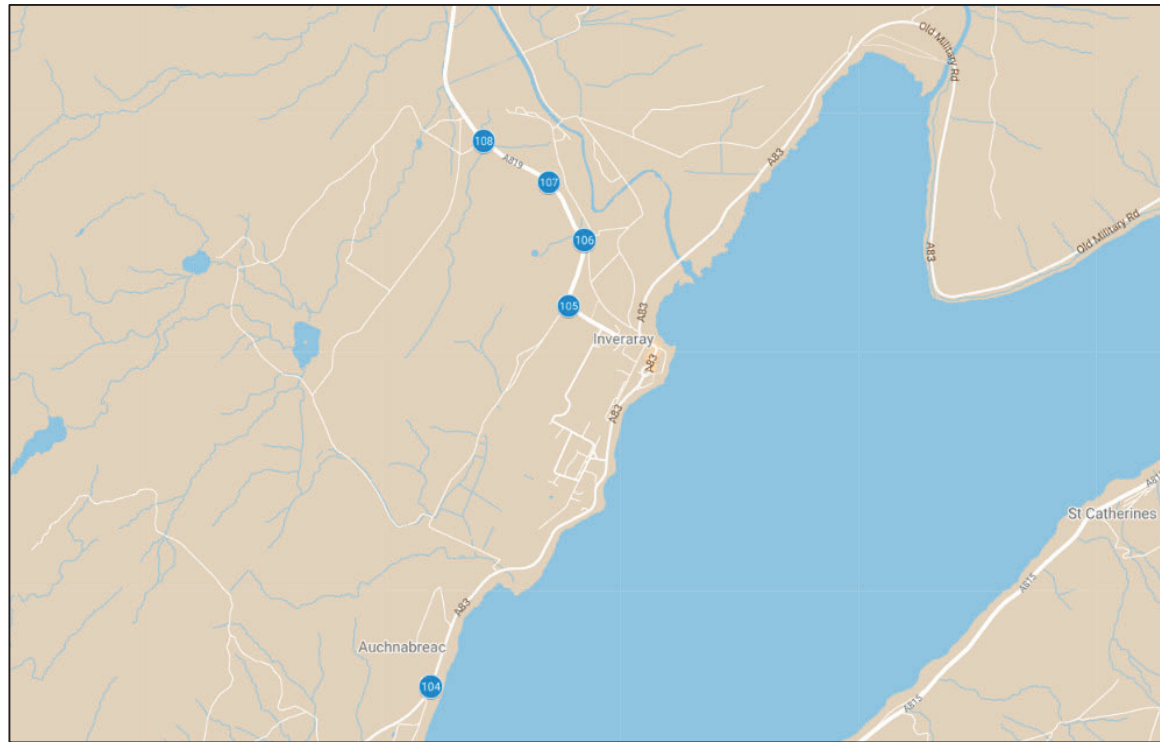 Old Military Rd
108
A819
107
A83
106
Old Military Rd
A83
105
A83
Inveraray
A83
A83
St Catherines
A815
A83
Auchnabreac
104
A815